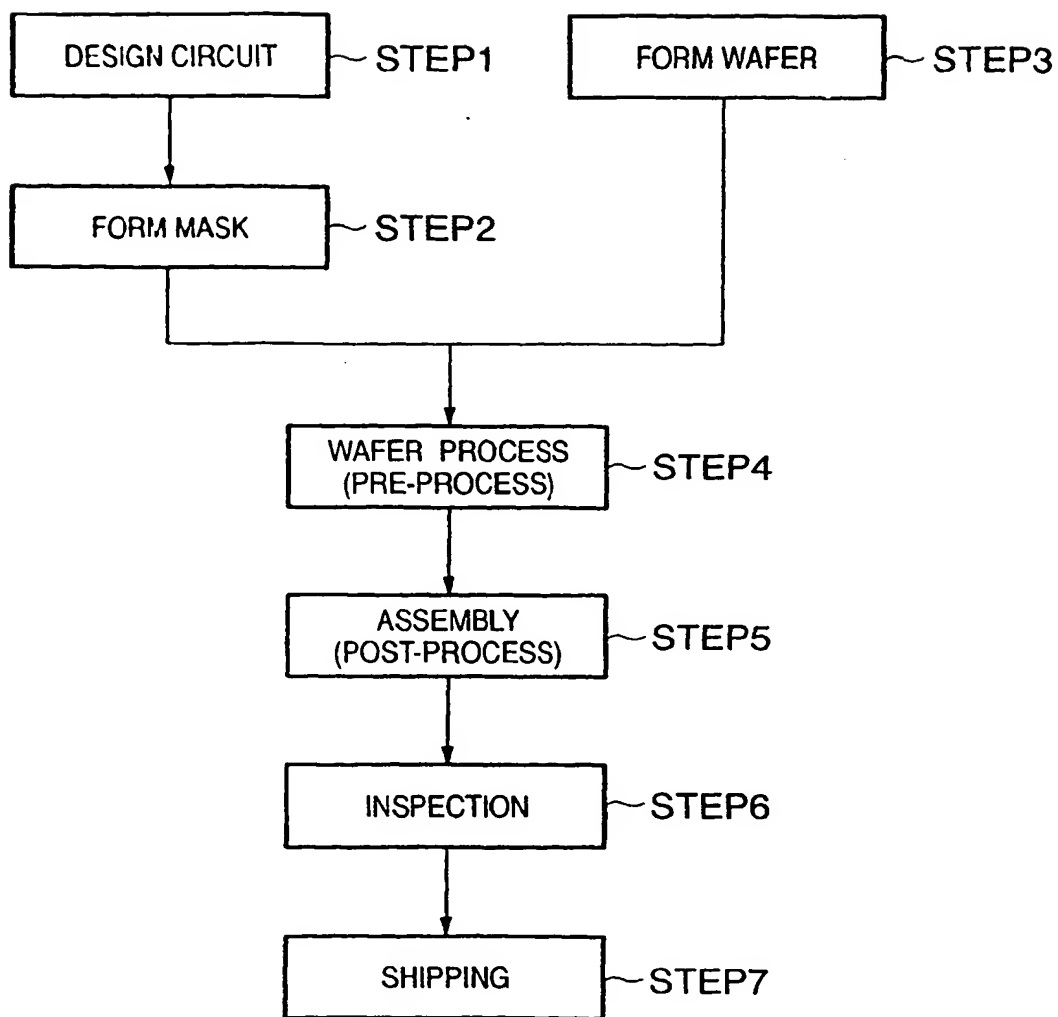 DESIGN CIRCUIT STEP1
FORM WAFER STEP3
FORM MASK STEP2
WAFER PROCESS
(PRE-PROCESS) STEP4
ASSEMBLY
(POST-PROCESS) STEP5
INSPECTION STEP6
SHIPPING STEP7